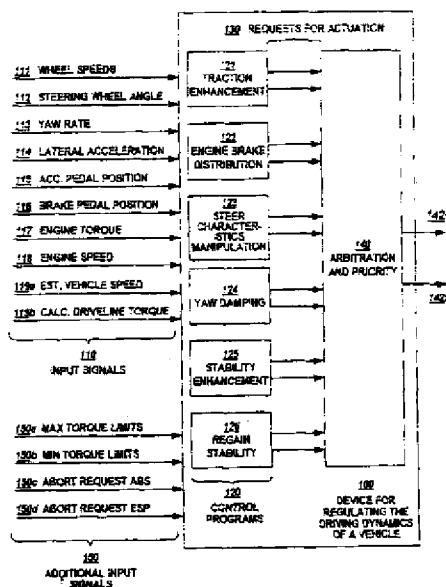 130 REQUESTS FOR ACTUATION
111 WHEEL SPEEDS
112 STEERING WHEEL ANGLE
113 YAW RATE
114 LATERAL ACCELERATION
115 ACC. PEDAL POSITION
116 BRAKE PEDAL POSITION
117 ENGINE TORQUE
118 ENGINE SPEED
119a EST. VEHICLE SPEED
119b CALC. DRIVELINE TORQUE
110
INPUT SIGNALS
150a MAX TORQUE LIMITS
150b MIN TORQUE LIMITS
150c ABORT REQUEST ABS
150d ABORT REQUEST ESP
150
ADDITIONAL INPUT
SIGNALS
121
TRACTION
ENHANCEMENT
122
ENGINE BRAKE
DISTRIBUTION
123
STEER
CHARACTER-
ISTICS
MANIPULATION
124
YAW DAMPING
125
STABILITY
ENHANCEMENT
126
REGAIN
STABILITY
120
CONTROL
PROGRAMS
140
ARBITRATION
AND PRIORITY
100
DEVICE FOR
REGULATING THE
DRIVING DYNAMICS
OF A VEHICLE